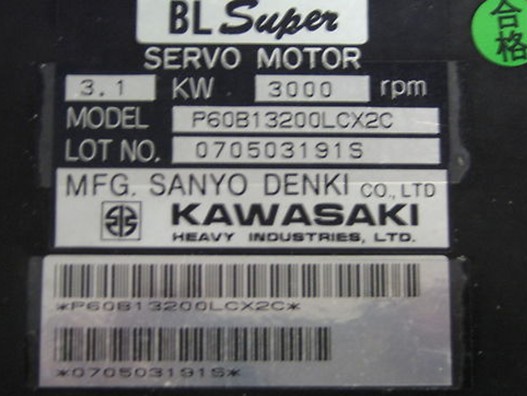 BL Super
SERVO MOTOR
3.1 KW 3000 rpm
MODEL P60B13200LCX2C
LOT NO. 070503191S
MFG. SANYO DENKI CO., LTD
KAWASAKI
HEAVY INDUSTRIES, LTD.
*P60B13200LCX2C*
*070503191S*
合格